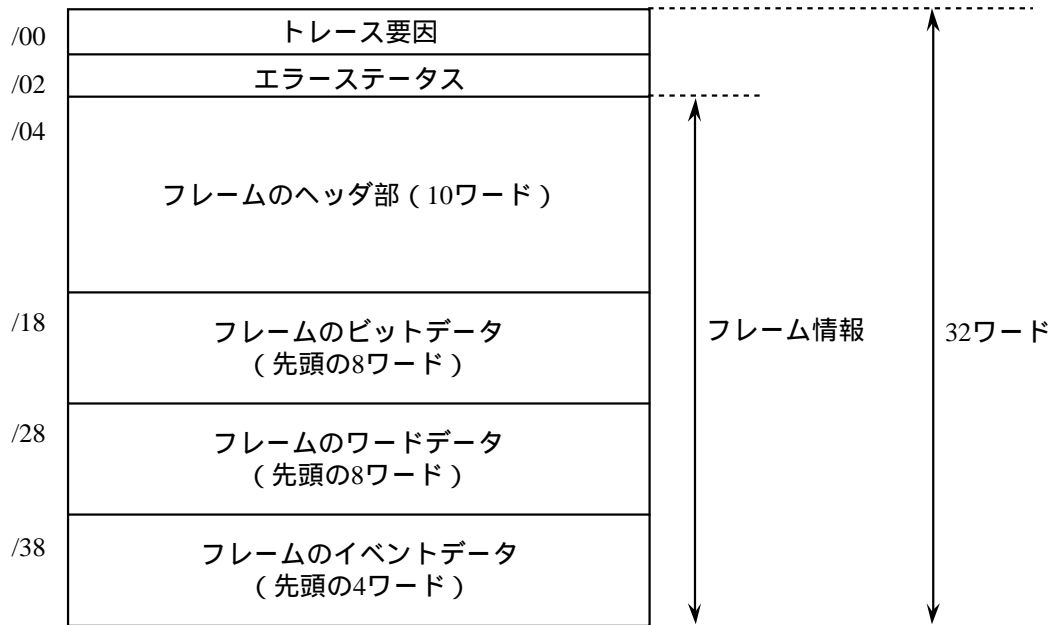 /00
トレース要因
/02
エラーステータス
/04
フレームのヘッダ部（10ワード）
/18
フレームのビットデータ
（先頭の8ワード）
フレーム情報
32ワード
/28
フレームのワードデータ
（先頭の8ワード）
/38
フレームのイベントデータ
（先頭の4ワード）